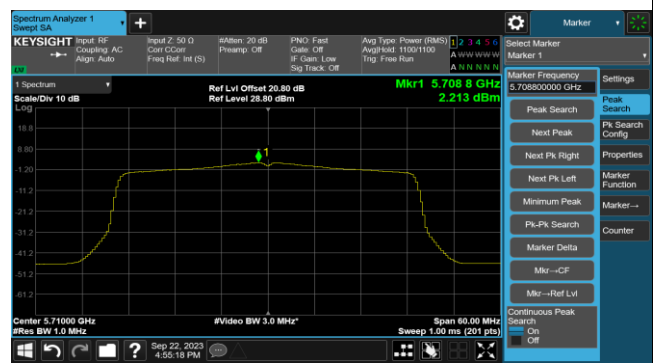 Spectrum Analyzer 1
Swept SA
Marker
KEYSIGHT
Input: RF
Coupling: AC
Align: Auto
Input Z: 50 Ω
Corr CCorr
Freq Ref: Int (S)
#Atten: 20 dB
Preamp: Off
PNO: Fast
Gate: Off
IF Gain: Low
Sig Track: Off
Avg Type: Power (RMS)
Avg|Hold: 1100/1100
Trig: Free Run
1 2 3 4 5 6
A W W W W W
A N N N N N
LXI
1 Spectrum
Scale/Div 10 dB
Log
Ref Lvl Offset 20.80 dB
Ref Level 28.80 dBm
Mkr1 5.708 8 GHz
2.213 dBm
18.8
8.80
-1.20
-11.2
-21.2
-31.2
-41.2
-51.2
-61.2
1
Center 5.71000 GHz
#Res BW 1.0 MHz
#Video BW 3.0 MHz*
Span 60.00 MHz
Sweep 1.00 ms (201 pts)
Select Marker
Marker 1
Marker Frequency
5.708800000 GHz
Peak Search
Next Peak
Next Pk Right
Next Pk Left
Minimum Peak
Pk-Pk Search
Marker Delta
Mkr→CF
Mkr→Ref Lvl
Continuous Peak
Search
On
Off
Settings
Peak
Search
Pk Search
Config
Properties
Marker
Function
Marker→
Counter
?
Sep 22, 2023
4:55:18 PM